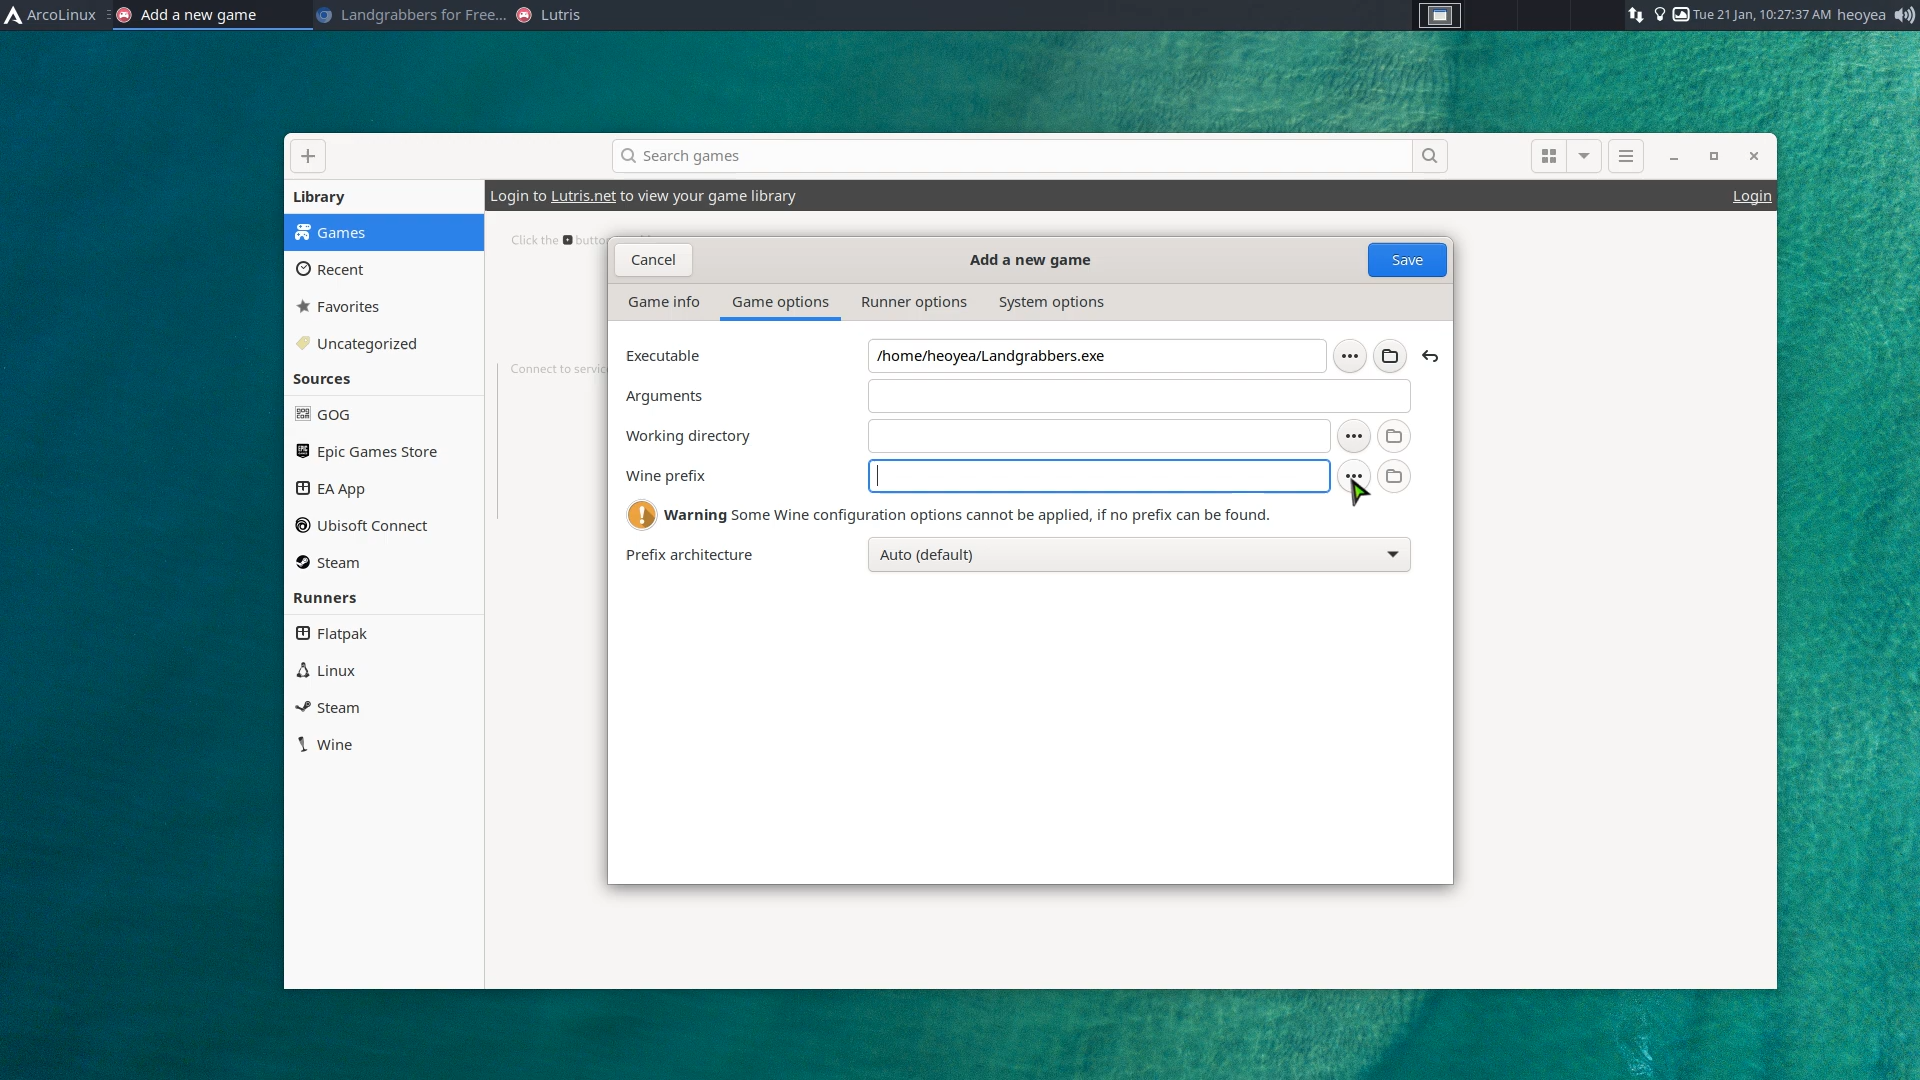 ArcoLinux
Add a new game
Landgrabbers for Free...
Lutris
Tue 21 Jan, 10:27:37 AM
heoyea
Search games
Library
Login to Lutris.net to view your game library
Login
Games
Click the
Recent
Favorites
Uncategorized
Sources
Connect to
GOG
Epic Games Store
EA App
Ubisoft Connect
Steam
Runners
Flatpak
Linux
Steam
Wine
Cancel
Add a new game
Save
Game info
Game options
Runner options
System options
Executable
/home/heoyea/Landgrabbers.exe
Arguments
Working directory
Wine prefix
Warning Some Wine configuration options cannot be applied, if no prefix can be found.
Prefix architecture
Auto (default)